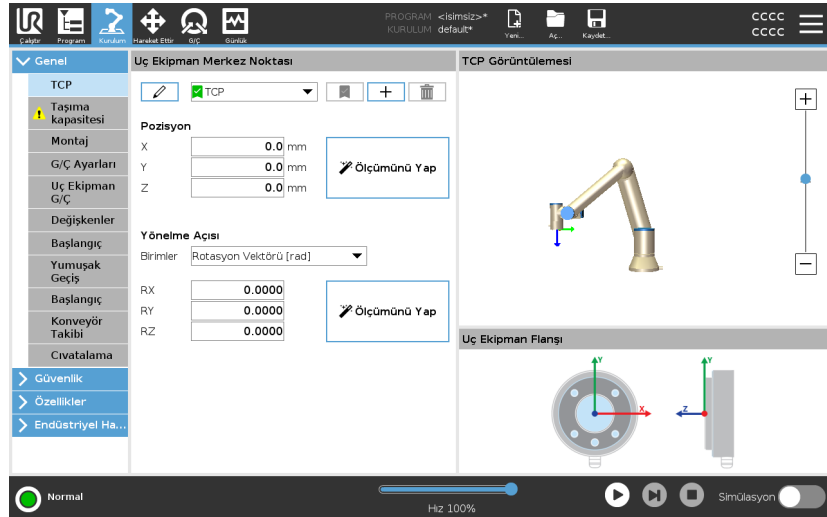 UR
PROGRAM <isimsiz>*
KURULUM default*
cccc
cccc
Çalıştır
Program
Kurulum
Hareket Ettir
G/Ç
Günlük
Yeni...
Aç...
Kaydet...
Genel
TCP
Taşıma
kapasitesi
Montaj
G/Ç Ayarları
Uç Ekipman
G/Ç
Değişkenler
Başlangıç
Yumuşak
Geçiş
Başlangıç
Konveyör
Takibi
Cıvatalama
Güvenlik
Özellikler
Endüstriyel Ha...
Uç Ekipman Merkez Noktası
TCP
Pozisyon
X 0.0 mm
Y 0.0 mm
Z 0.0 mm
Ölçümünü Yap
Yönelme Açısı
Birimler Rotasyon Vektörü [rad]
RX 0.0000
RY 0.0000
RZ 0.0000
Ölçümünü Yap
TCP Görüntülemesi
Uç Ekipman Flanşı
Y
X
Y
Z
Normal
Hız 100%
Simülasyon